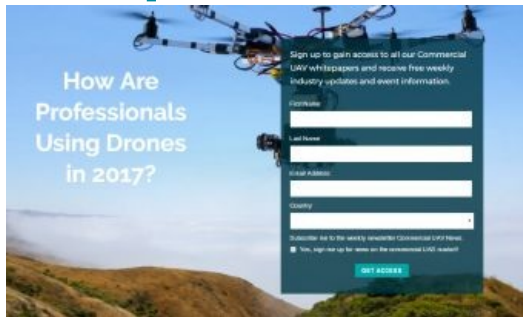 How Are
Professionals
Using Drones
in 2017?
Sign up to gain access to all our Commercial
UAV whitepapers and receive free weekly
industry updates and event information.
First Name
Last Name
Email Address
Country
Subscribe me to the weekly newsletter Commercial UAV News.
Yes, sign me up for news on the commercial UAS market!
GET ACCESS